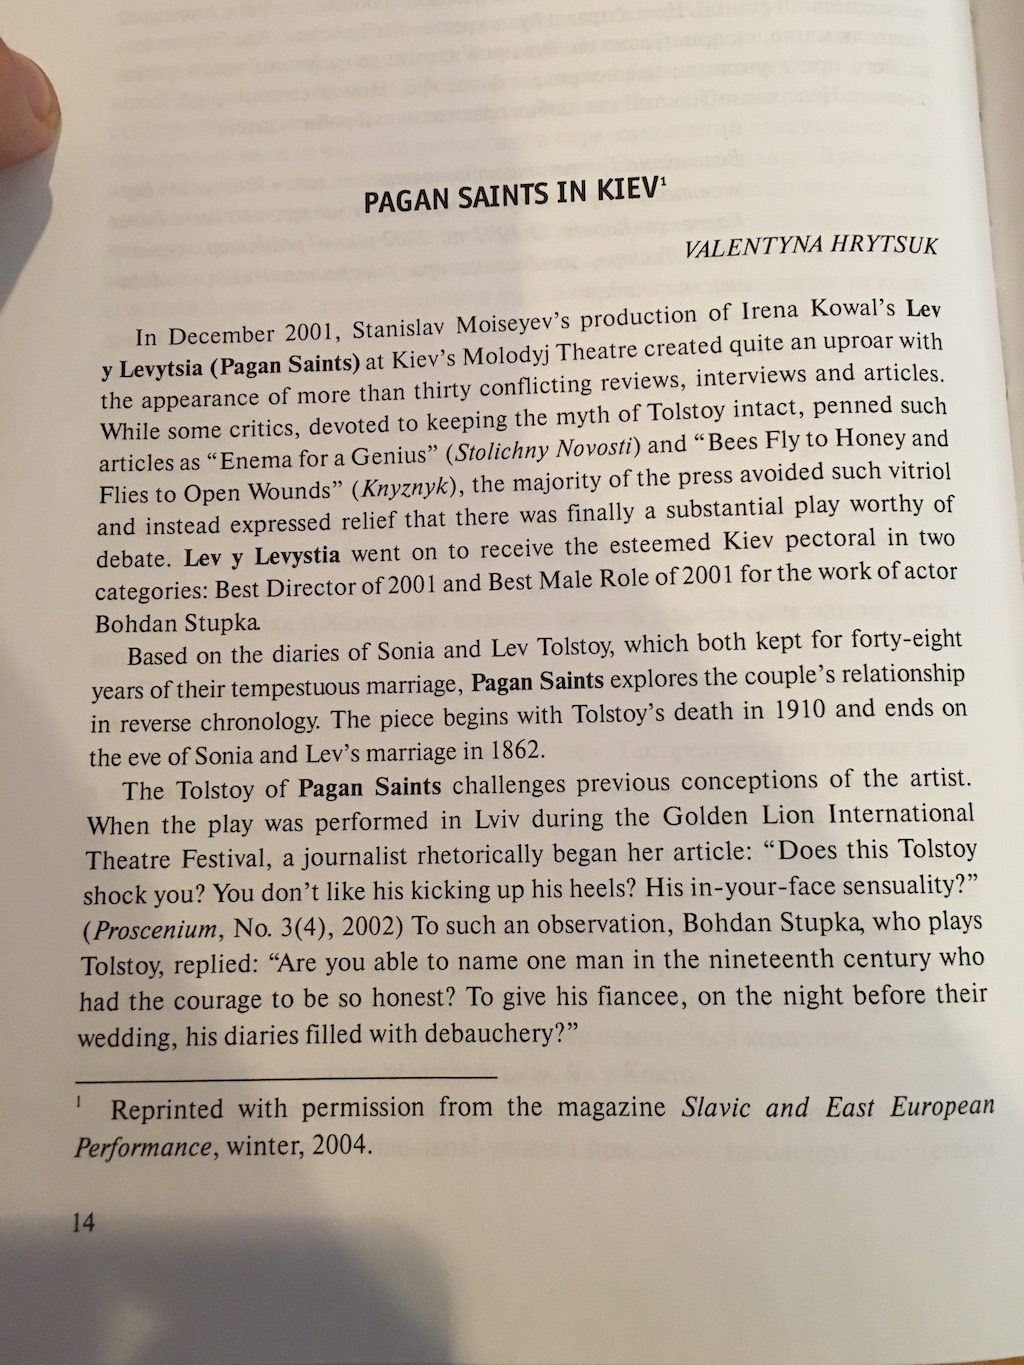 PAGAN SAINTS IN KIEV¹
VALENTYNA HRYTSUK
In December 2001, Stanislav Moiseyev's production of Irena Kowal's Lev
y Levytsia (Pagan Saints) at Kiev's Molodyj Theatre created quite an uproar with
the appearance of more than thirty conflicting reviews, interviews and articles.
While some critics, devoted to keeping the myth of Tolstoy intact, penned such
articles as “Enema for a Genius” (Stolichny Novosti) and “Bees Fly to Honey and
Flies to Open Wounds” (Knyznyk), the majority of the press avoided such vitriol
and instead expressed relief that there was finally a substantial play worthy of
debate. Lev y Levystia went on to receive the esteemed Kiev pectoral in two
categories: Best Director of 2001 and Best Male Role of 2001 for the work of actor
Bohdan Stupka.
Based on the diaries of Sonia and Lev Tolstoy, which both kept for forty-eight
years of their tempestuous marriage, Pagan Saints explores the couple's relationship
in reverse chronology. The piece begins with Tolstoy's death in 1910 and ends on
the eve of Sonia and Lev's marriage in 1862.
The Tolstoy of Pagan Saints challenges previous conceptions of the artist.
When the play was performed in Lviv during the Golden Lion International
Theatre Festival, a journalist rhetorically began her article: “Does this Tolstoy
shock you? You don't like his kicking up his heels? His in-your-face sensuality?”
(Proscenium, No. 3(4), 2002) To such an observation, Bohdan Stupka, who plays
Tolstoy, replied: “Are you able to name one man in the nineteenth century who
had the courage to be so honest? To give his fiancee, on the night before their
wedding, his diaries filled with debauchery?”
¹ Reprinted with permission from the magazine Slavic and East European
Performance, winter, 2004.
14